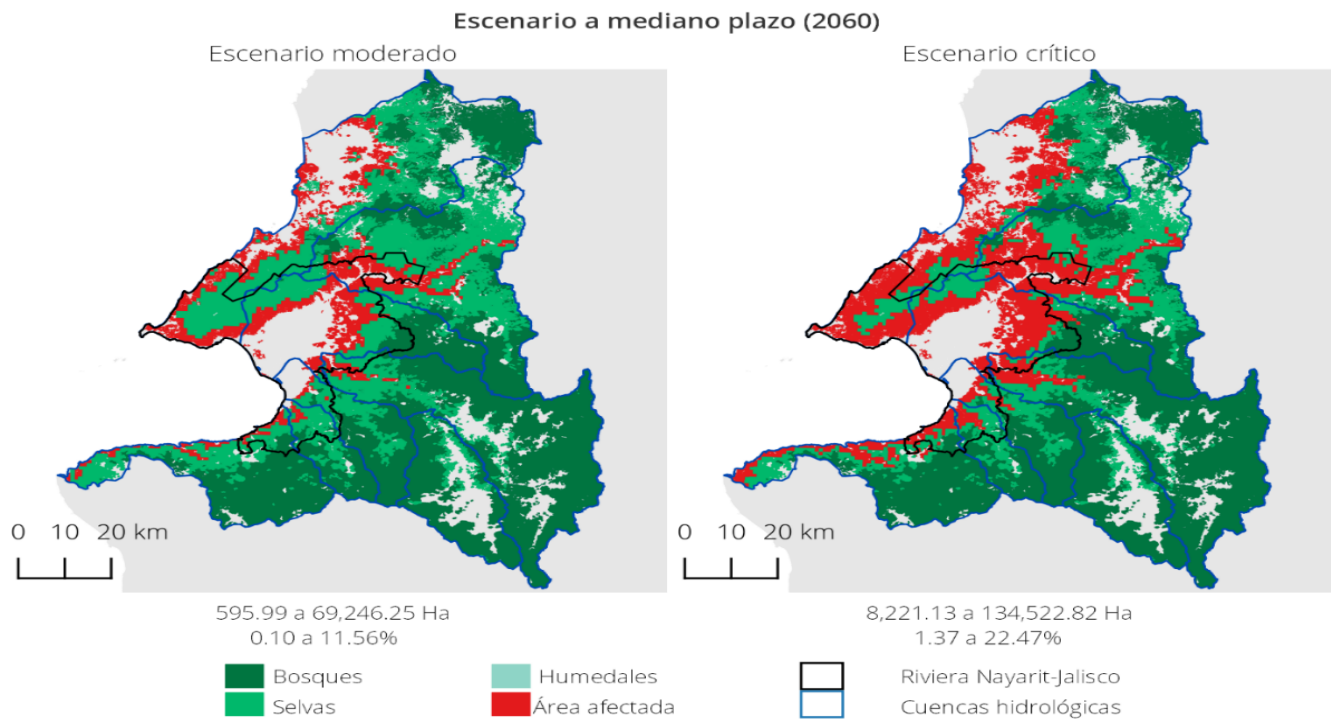 Escenario a mediano plazo (2060)
Escenario moderado
Escenario crítico
0 10 20 km
0 10 20 km
595.99 a 69,246.25 Ha
0.10 a 11.56%
8,221.13 a 134,522.82 Ha
1.37 a 22.47%
Bosques
Humedales
Riviera Nayarit-Jalisco
Selvas
Área afectada
Cuencas hidrológicas